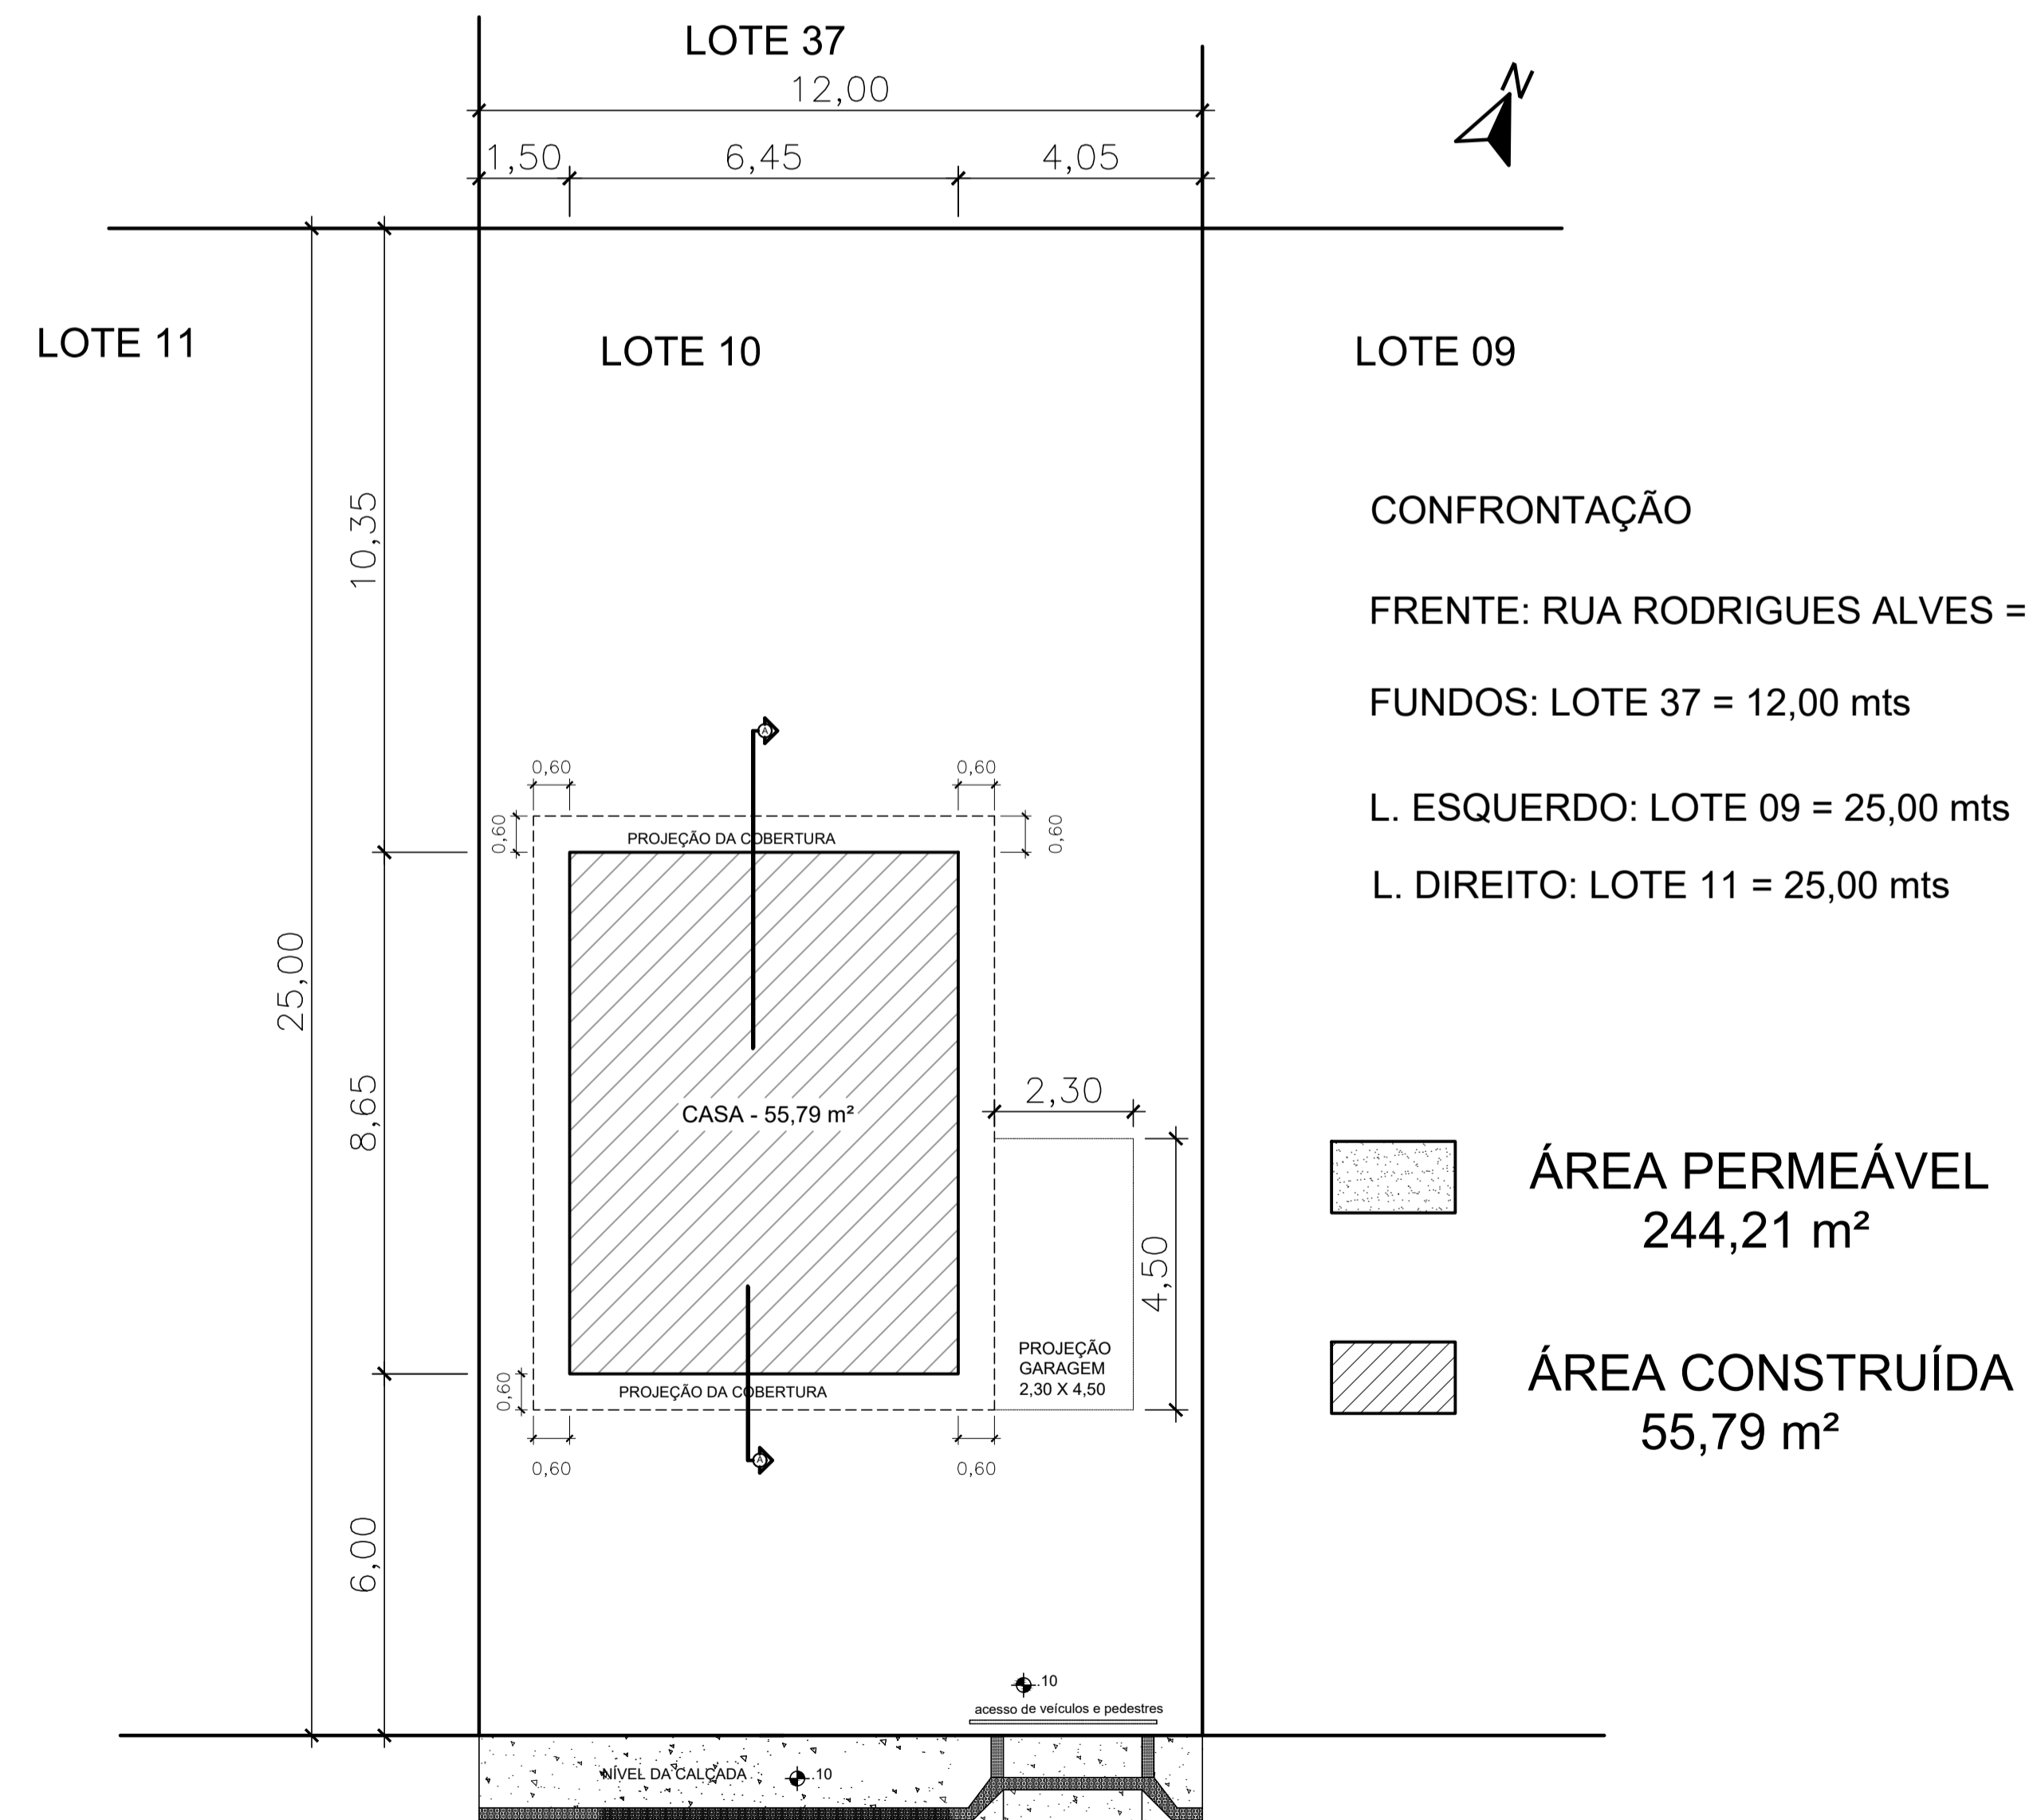 LOTE 37
12,00
N
1,50
6,45
4,05
LOTE 11
LOTE 10
LOTE 09
10,35
CONFRONTAÇÃO
FRENTE: RUA RODRIGUES ALVES =
FUNDOS: LOTE 37 = 12,00 mts
L. ESQUERDO: LOTE 09 = 25,00 mts
L. DIREITO: LOTE 11 = 25,00 mts
A
0,60
0,60
0,60
0,60
PROJEÇÃO DA COBERTURA
25,00
8,65
CASA - 55,79 m²
2,30
4,50
ÁREA PERMEÁVEL
244,21 m²
PROJEÇÃO
GARAGEM
2,30 X 4,50
ÁREA CONSTRUÍDA
55,79 m²
0,60
PROJEÇÃO DA COBERTURA
A
0,60
0,60
6,00
.10
acesso de veículos e pedestres
NÍVEL DA CALÇADA
.10